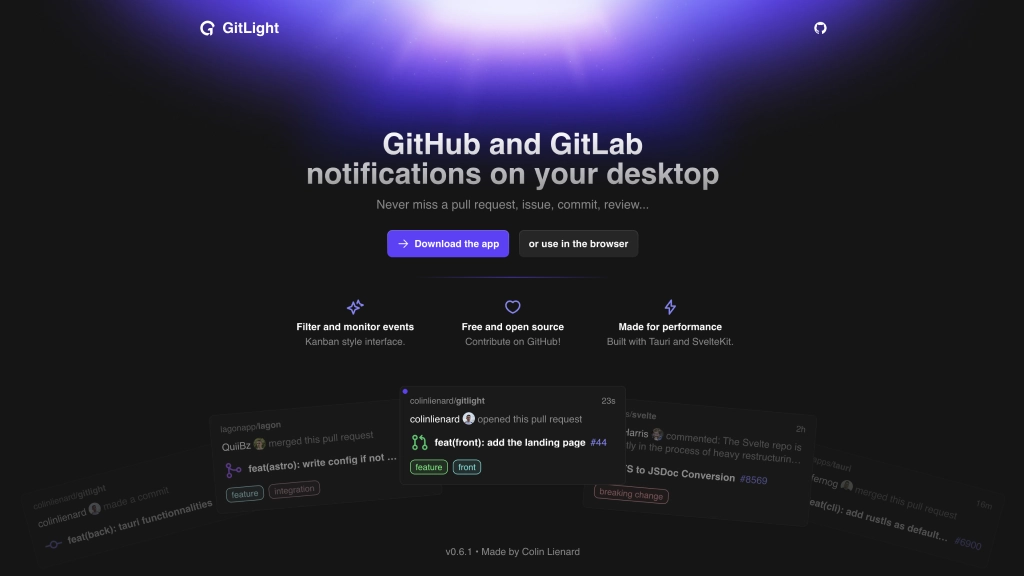 GitLight
GitHub and GitLab
notifications on your desktop
Never miss a pull request, issue, commit, review...
Download the app
or use in the browser
Filter and monitor events
Kanban style interface.
Free and open source
Contribute on GitHub!
Made for performance
Built with Tauri and SvelteKit.
colinlienard/gitlight
colinlienard made a commit
feat(back): tauri functionnalities
lagonapp/lagon
QuiiBz merged this pull request
feat(astro): write config if not ...
feature
integration
colinlienard/gitlight
23s
colinlienard opened this pull request
feat(front): add the landing page #44
feature
front
s/svelte
2h
Harris commented: The Svelte repo is
tly in the process of heavy restructurin...
TS to JSDoc Conversion #8569
breaking change
apps/tauri
16m
fernog merged this pull request
feat(cli): add rustls as default... #6900
v0.6.1 • Made by Colin Lienard